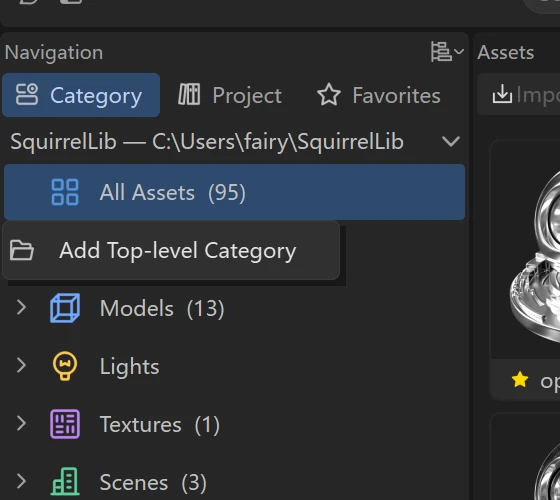 Navigation
Assets
Category
Project
Favorites
SquirrelLib — C:\Users\fairy\SquirrelLib
All Assets (95)
Add Top-level Category
Models (13)
Lights
Textures (1)
Scenes (3)